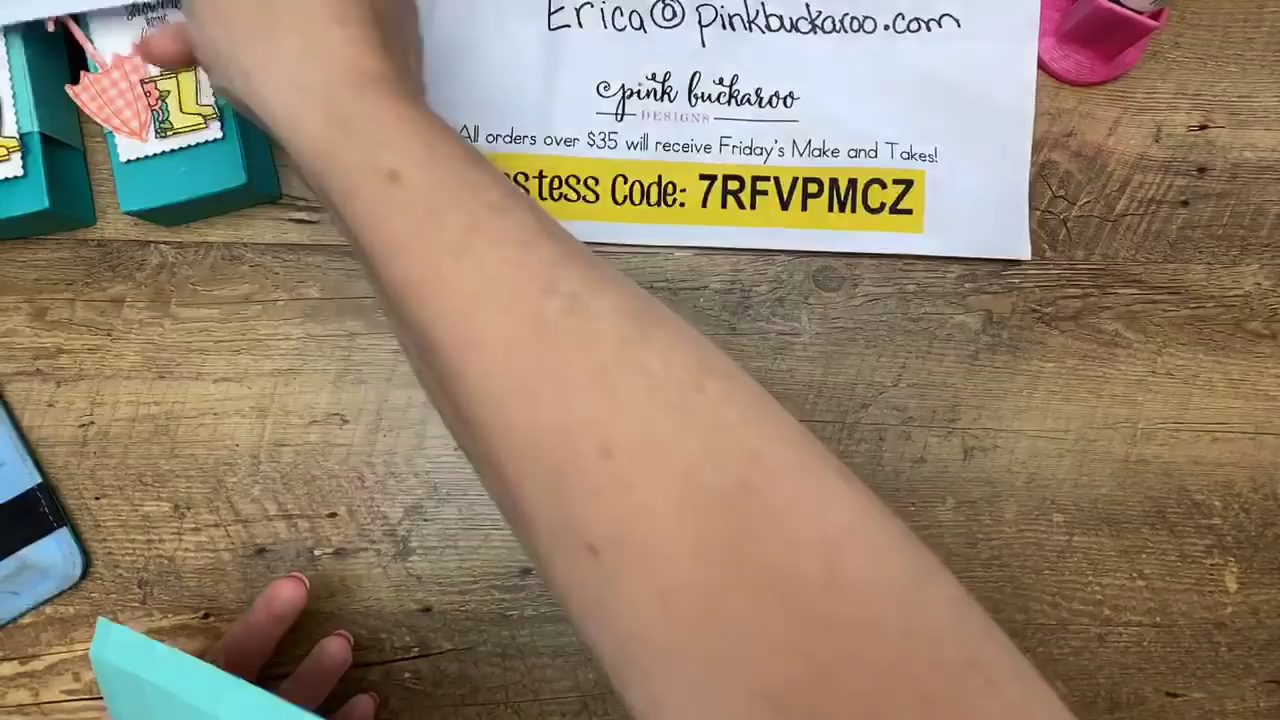 Erica@pinkbuckaroo.com
pink buckaroo
DESIGNS
All orders over $35 will receive Friday's Make and Takes!
stess Code: 7RFVPMCZ